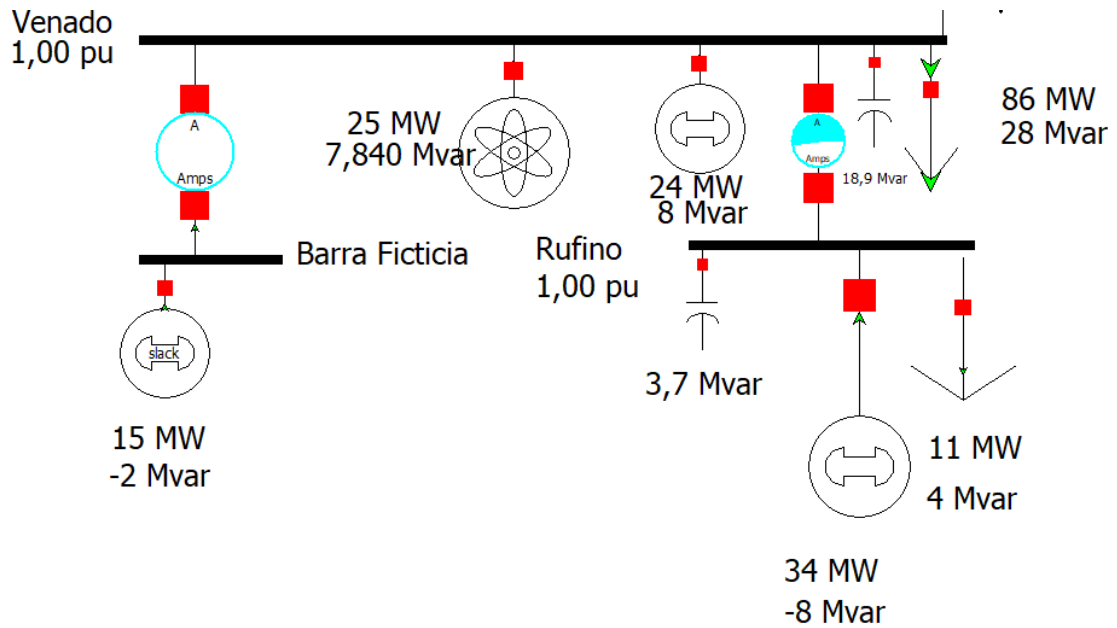 Venado
1,00 pu
A
Amps
25 MW
7,840 Mvar
24 MW
8 Mvar
A
Amps
18,9 Mvar
86 MW
28 Mvar
Barra Ficticia
Rufino
1,00 pu
slack
15 MW
-2 Mvar
3,7 Mvar
11 MW
4 Mvar
34 MW
-8 Mvar